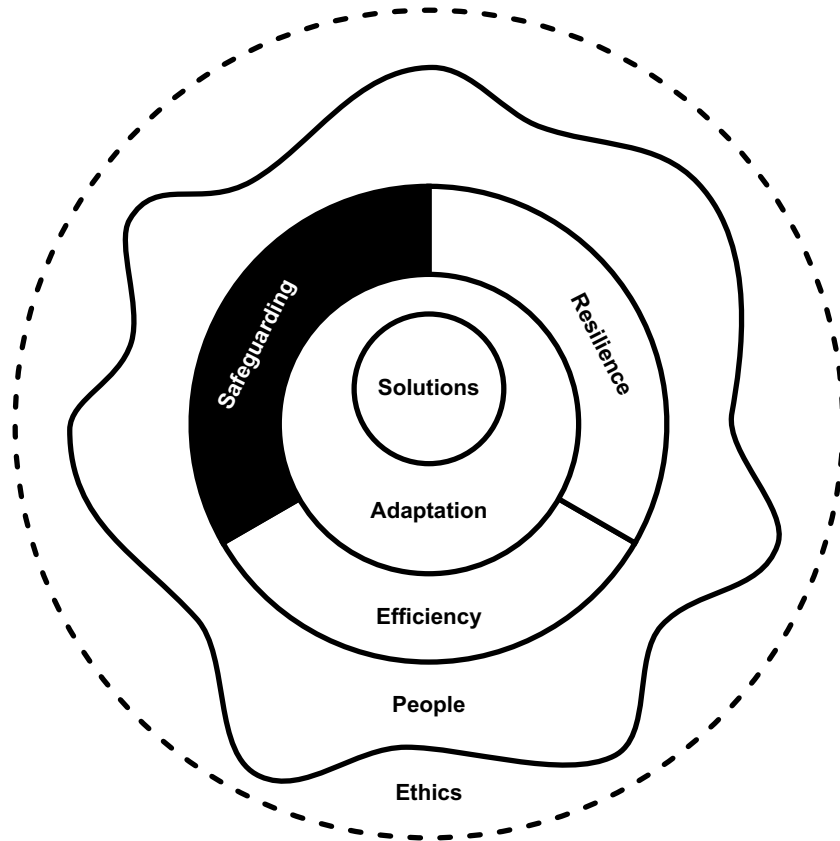 Safeguarding
Resilience
Solutions
Adaptation
Efficiency
People
Ethics